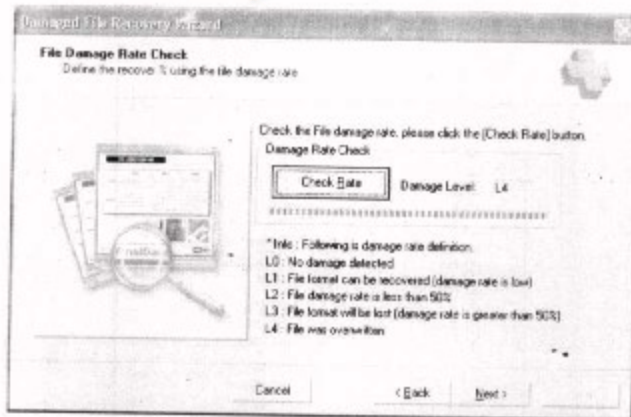 Damaged File Recovery Wizard
File Damage Rate Check
Define the recover % using the file damage rate
Check the File damage rate, please click the [Check Rate] button.
Damage Rate Check
Check Rate
Damage Level: L4
* Info : Following is damage rate definition.
L0 : No damage detected
L1 : File format can be recovered (damage rate is low)
L2 : File damage rate is less than 50%
L3 : File format will be lost (damage rate is greater than 50%)
L4 : File was overwritten
Cancel
< Back
Next >